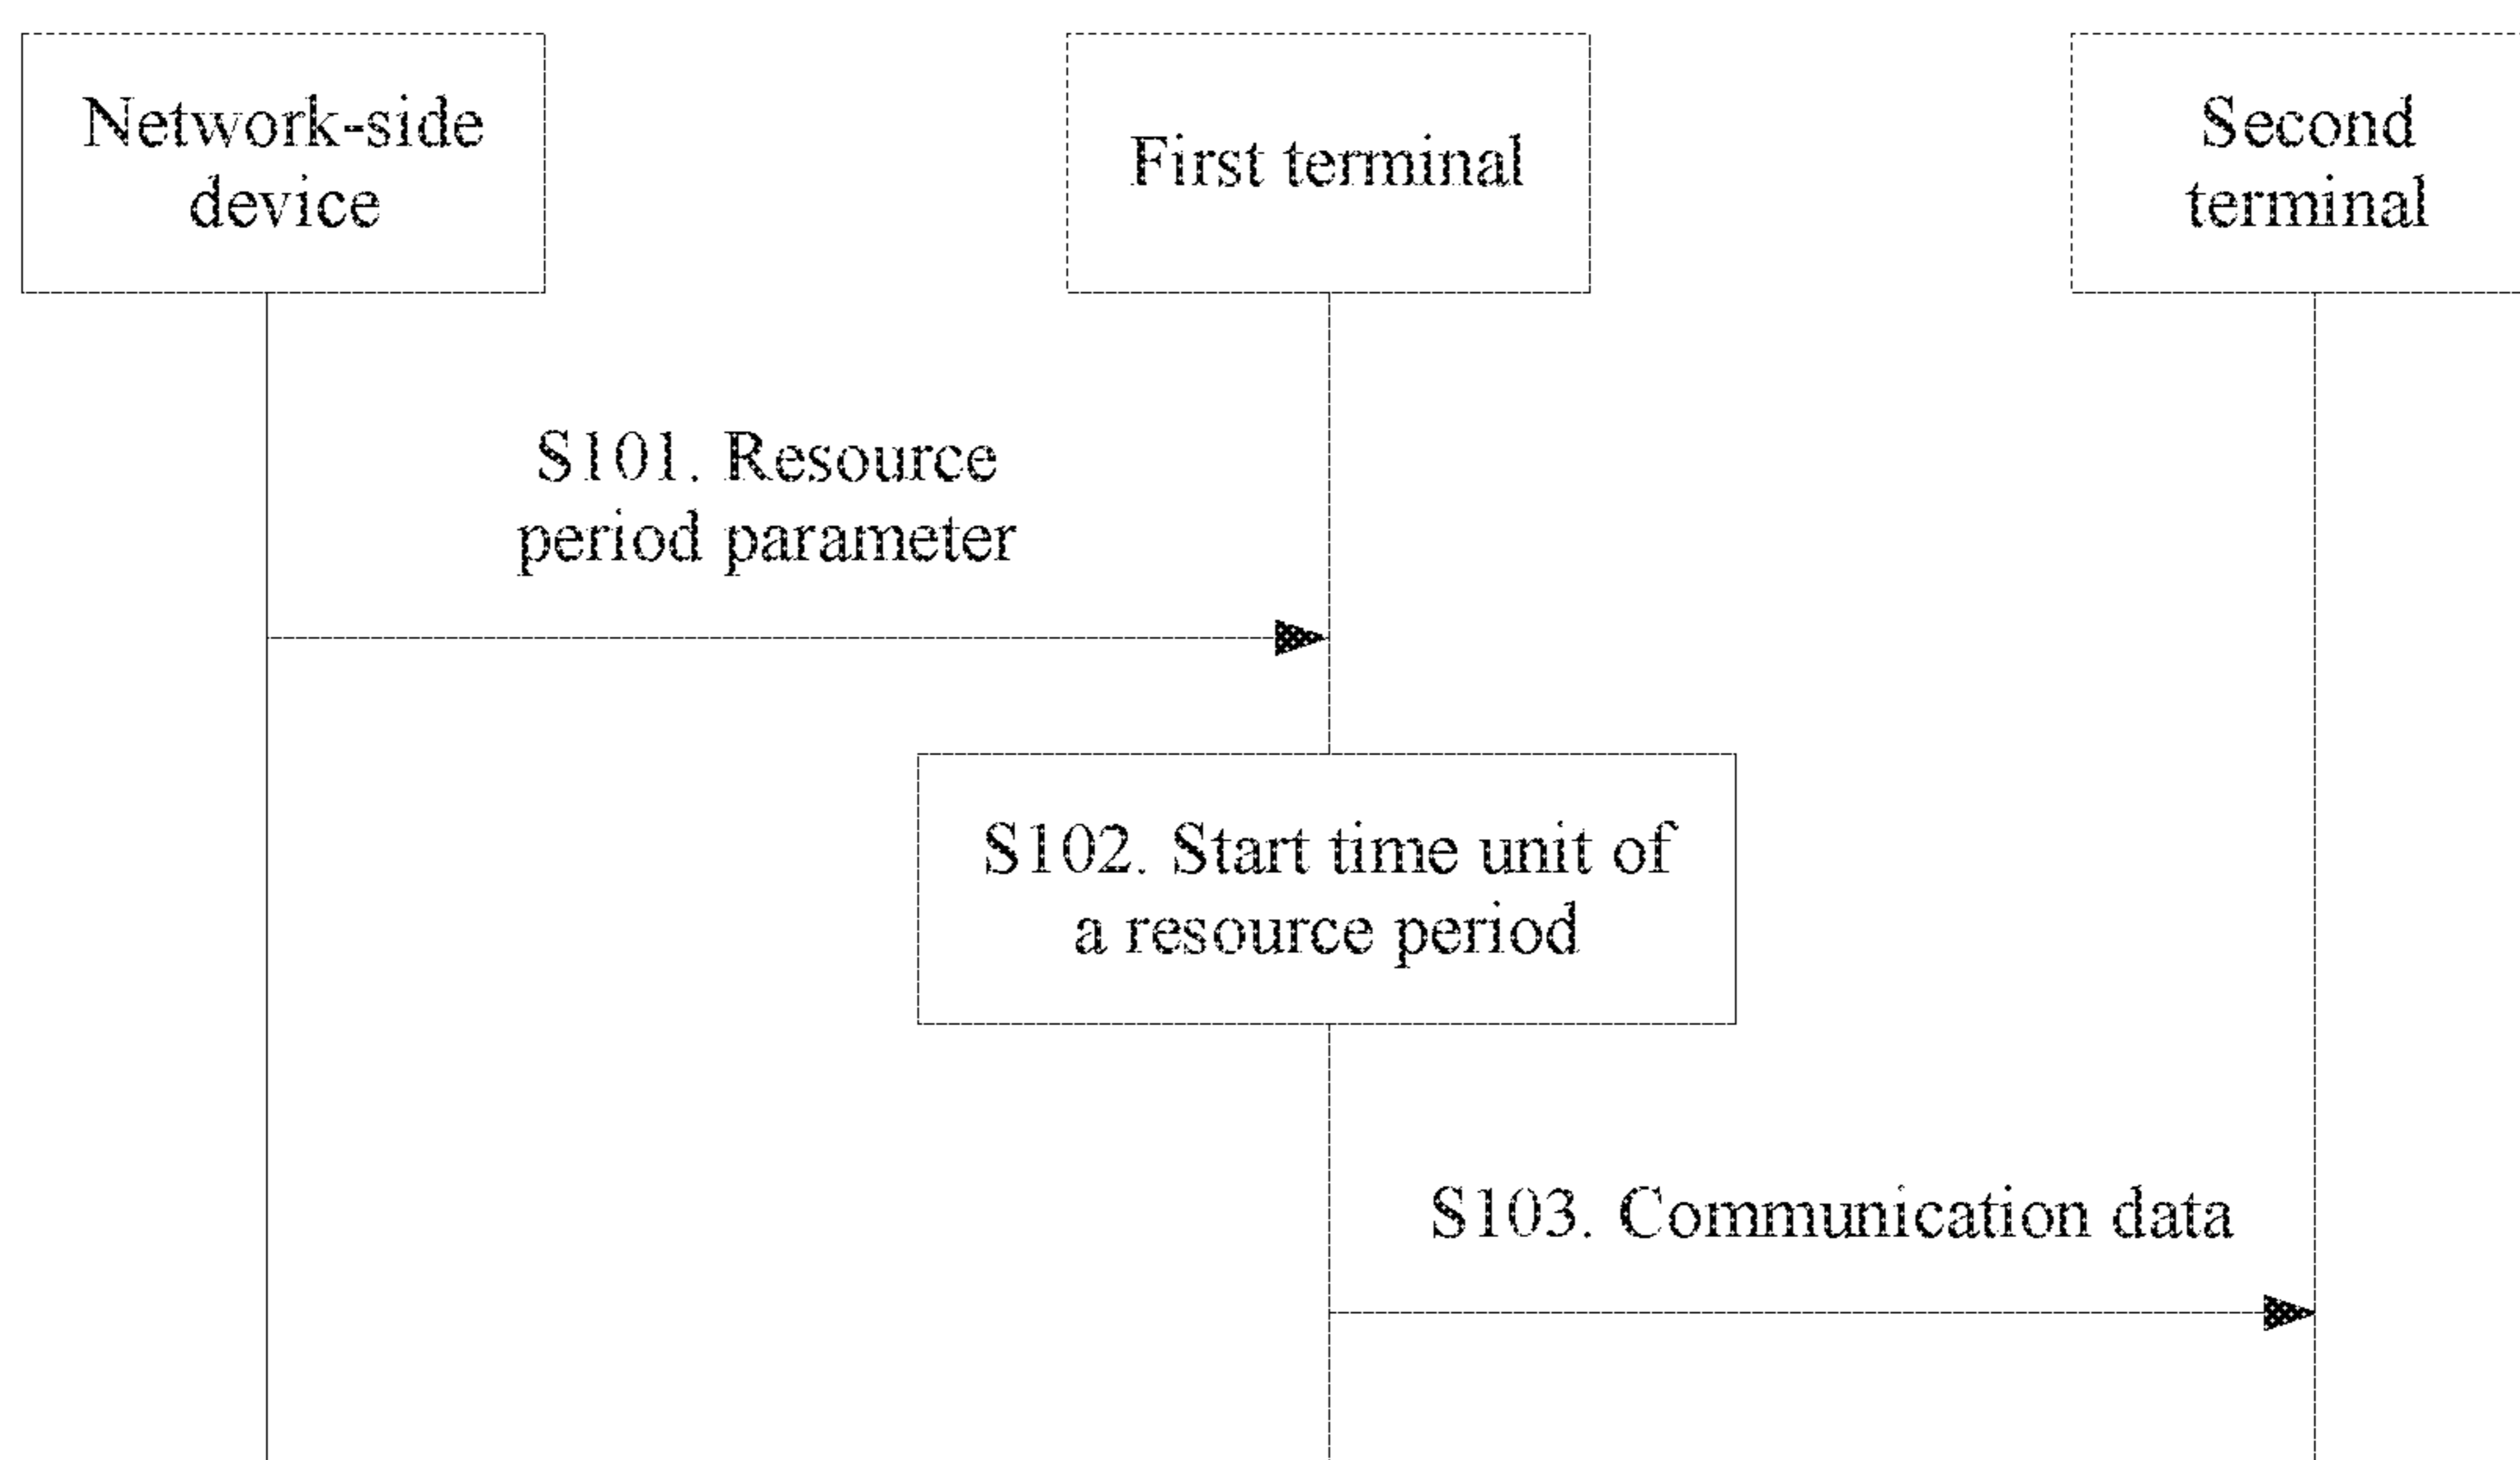 Network-side
device
First terminal
Second
terminal
S101. Resource
period parameter
S102. Start time unit of
a resource period
S103. Communication data